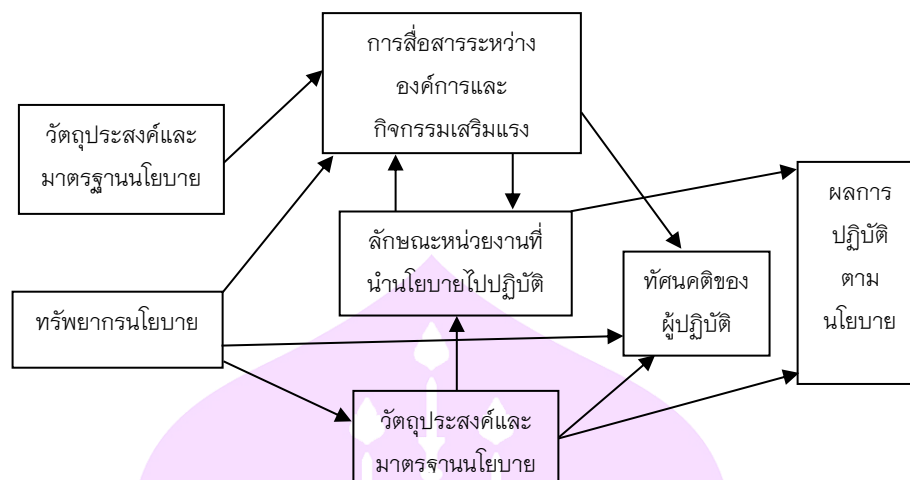 การสื่อสารระหว่าง
องค์การและ
กิจกรรมเสริมแรง
วัตถุประสงค์และ
มาตรฐานนโยบาย
ลักษณะหน่วยงานที่
นำนโยบายไปปฏิบัติ
ทัศนคติของ
ผู้ปฏิบัติ
ผลการ
ปฏิบัติ
ตาม
นโยบาย
ทรัพยากรนโยบาย
วัตถุประสงค์และ
มาตรจานนโยบาย